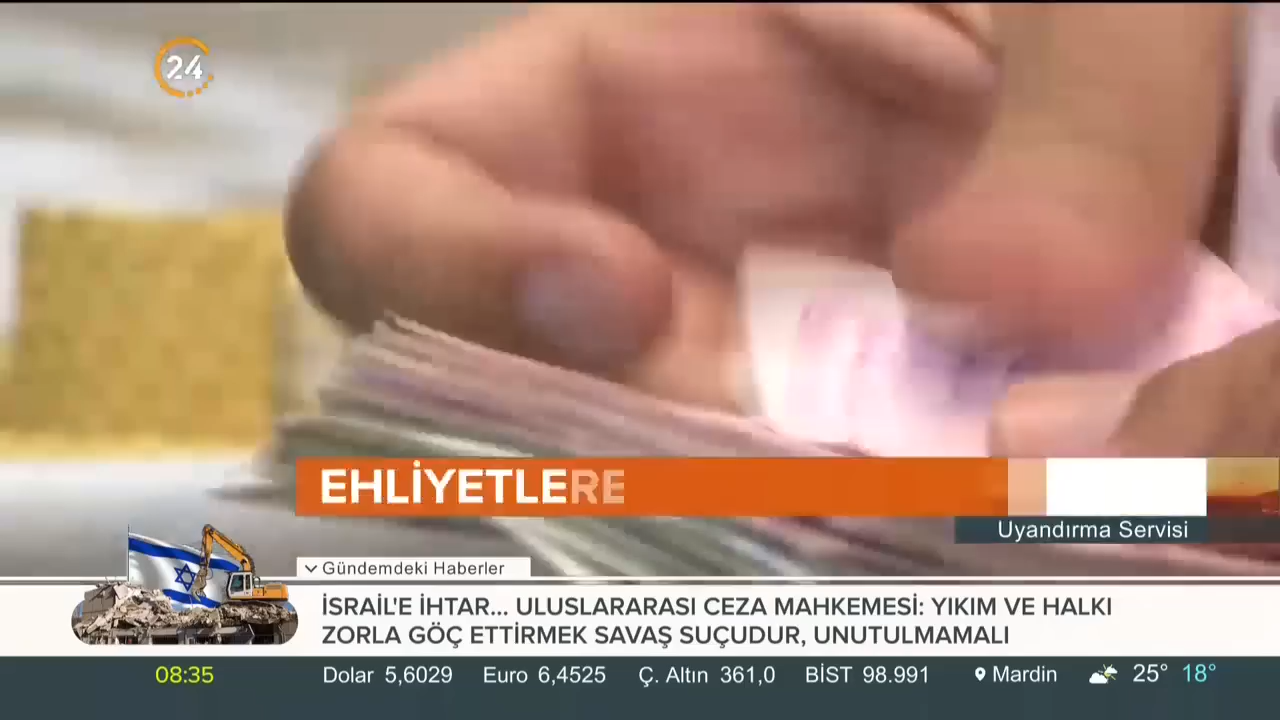 24
EHLİYETLERE
Uyandırma Servisi
Gündemdeki Haberler
İSRAİL'E İHTAR... ULUSLARARASI CEZA MAHKEMESİ: YIKIM VE HALKI
ZORLA GÖÇ ETTİRMEK SAVAŞ SUÇUDUR, UNUTULMAMALI
08:35 Dolar 5,6029 Euro 6,4525 Ç. Altın 361,0 BİST 98.991 Mardin 25° 18°